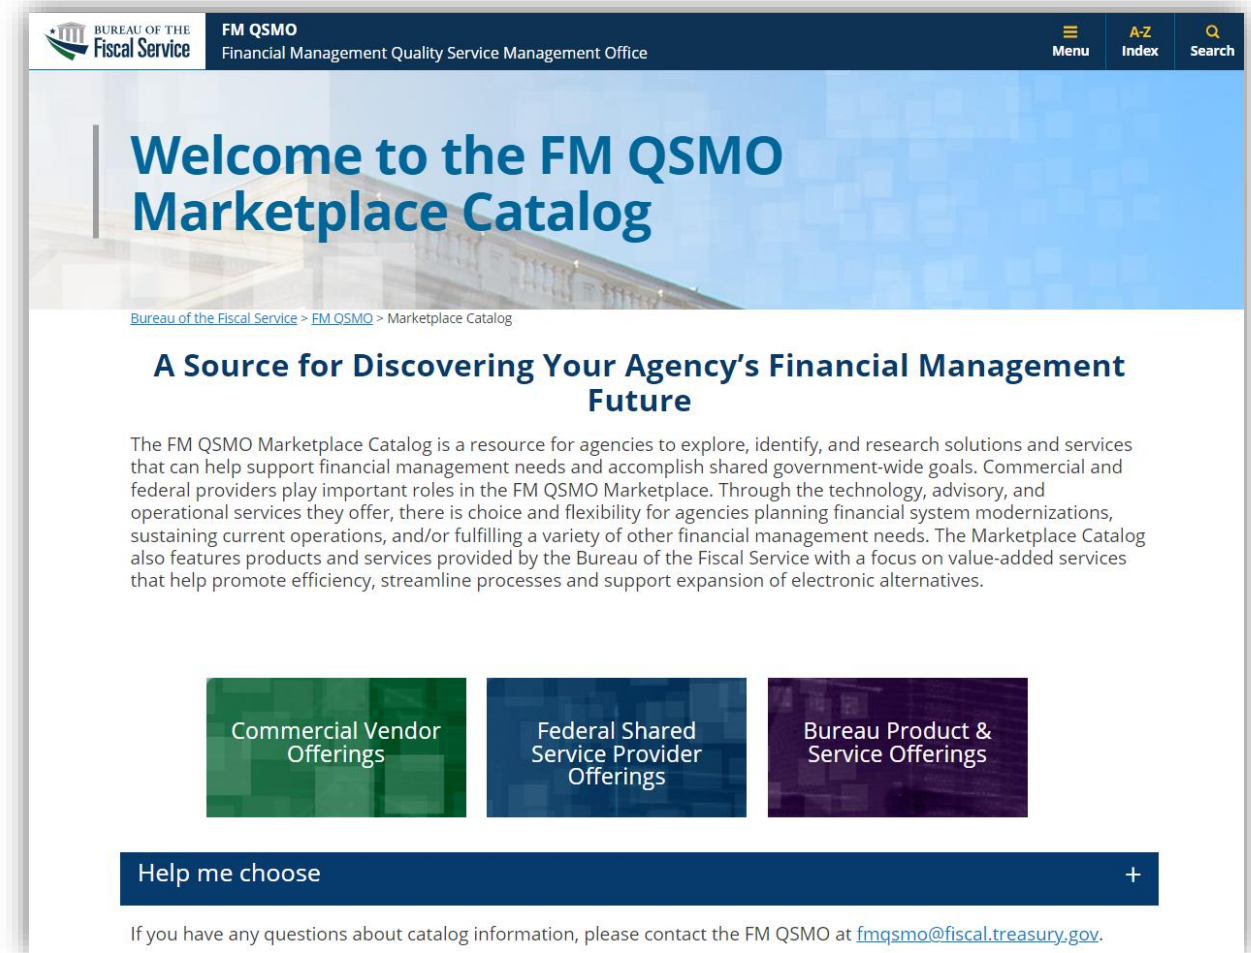 BUREAU OF THE
Fiscal Service
FM QSMO
Financial Management Quality Service Management Office
Menu
A-Z
Index
Search
Welcome to the FM QSMO
Marketplace Catalog
Bureau of the Fiscal Service > FM QSMO > Marketplace Catalog
A Source for Discovering Your Agency’s Financial Management
Future
The FM QSMO Marketplace Catalog is a resource for agencies to explore, identify, and research solutions and services
that can help support financial management needs and accomplish shared government-wide goals. Commercial and
federal providers play important roles in the FM QSMO Marketplace. Through the technology, advisory, and
operational services they offer, there is choice and flexibility for agencies planning financial system modernizations,
sustaining current operations, and/or fulfilling a variety of other financial management needs. The Marketplace Catalog
also features products and services provided by the Bureau of the Fiscal Service with a focus on value-added services
that help promote efficiency, streamline processes and support expansion of electronic alternatives.
Commercial Vendor
Offerings
Federal Shared
Service Provider
Offerings
Bureau Product &
Service Offerings
Help me choose +
If you have any questions about catalog information, please contact the FM QSMO at fmqsmo@fiscal.treasury.gov.